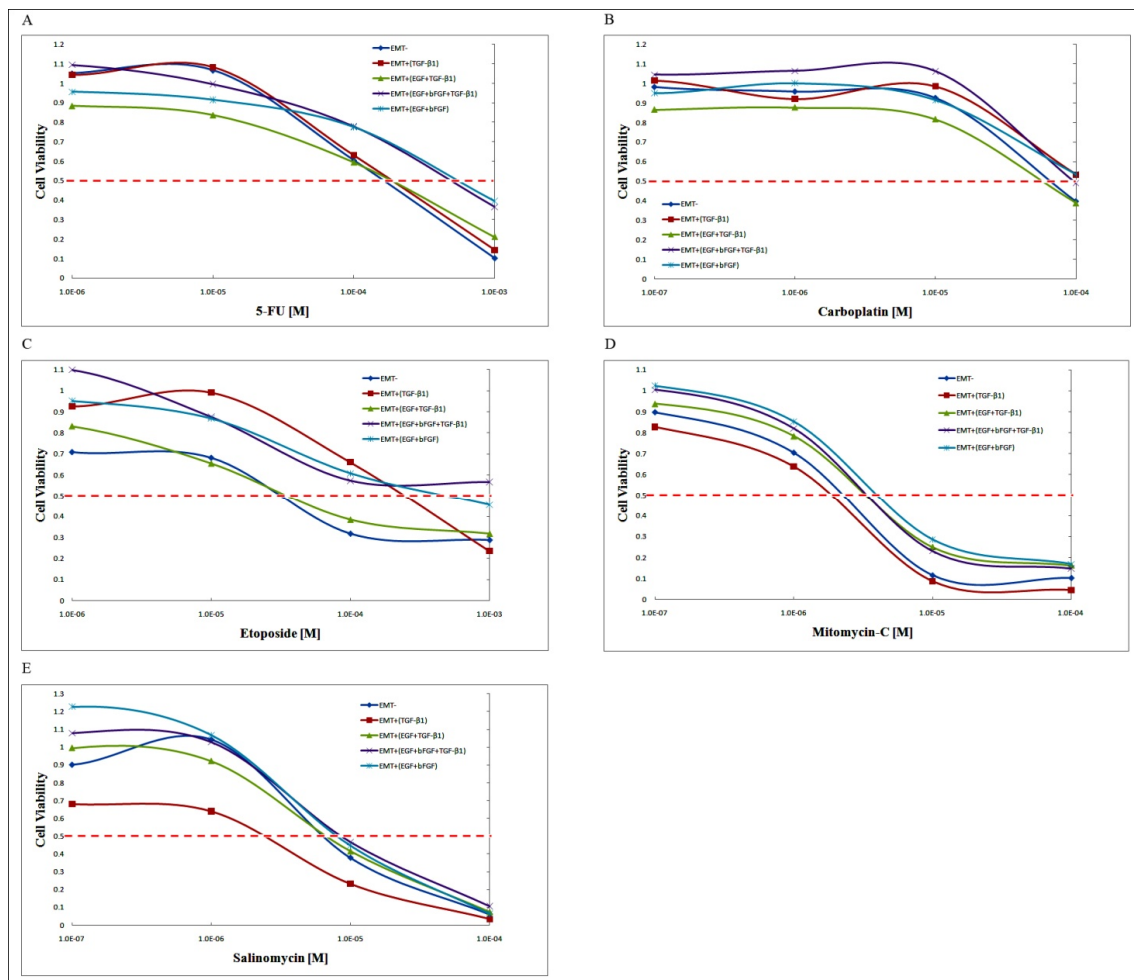 A
Cell Viability
1.2
1.1
1
0.9
0.8
0.7
0.6
0.5
0.4
0.3
0.2
0.1
0
1.0E-06 1.0E-05 1.0E-04 1.0E-03
5-FU [M]
EMT-
EMT+(TGF-β1)
EMT+(EGF+TGF-β1)
EMT+(EGF+bFGF+TGF-β1)
EMT+(EGF+bFGF)
B
Cell Viability
1.2
1.1
1
0.9
0.8
0.7
0.6
0.5
0.4
0.3
0.2
0.1
0
EMT-
EMT+(TGF-β1)
EMT+(EGF+TGF-β1)
EMT+(EGF+bFGF+TGF-β1)
EMT+(EGF+bFGF)
1.0E-07 1.0E-06 1.0E-05 1.0E-04
Carboplatin [M]
C
Cell Viability
1.1
1
0.9
0.8
0.7
0.6
0.5
0.4
0.3
0.2
0.1
0
EMT-
EMT+(TGF-β1)
EMT+(EGF+TGF-β1)
EMT+(EGF+bFGF+TGF-β1)
EMT+(EGF+bFGF)
1.0E-06 1.0E-05 1.0E-04 1.0E-03
Etoposide [M]
D
Cell Viability
1.1
1
0.9
0.8
0.7
0.6
0.5
0.4
0.3
0.2
0.1
0
EMT-
EMT+(TGF-β1)
EMT+(EGF+TGF-β1)
EMT+(EGF+bFGF+TGF-β1)
EMT+(EGF+bFGF)
1.0E-07 1.0E-06 1.0E-05 1.0E-04
Mitomycin-C [M]
E
Cell Viability
1.3
1.2
1.1
1
0.9
0.8
0.7
0.6
0.5
0.4
0.3
0.2
0.1
0
EMT-
EMT+(TGF-β1)
EMT+(EGF+TGF-β1)
EMT+(EGF+bFGF+TGF-β1)
EMT+(EGF+bFGF)
1.0E-07 1.0E-06 1.0E-05 1.0E-04
Salinomycin [M]